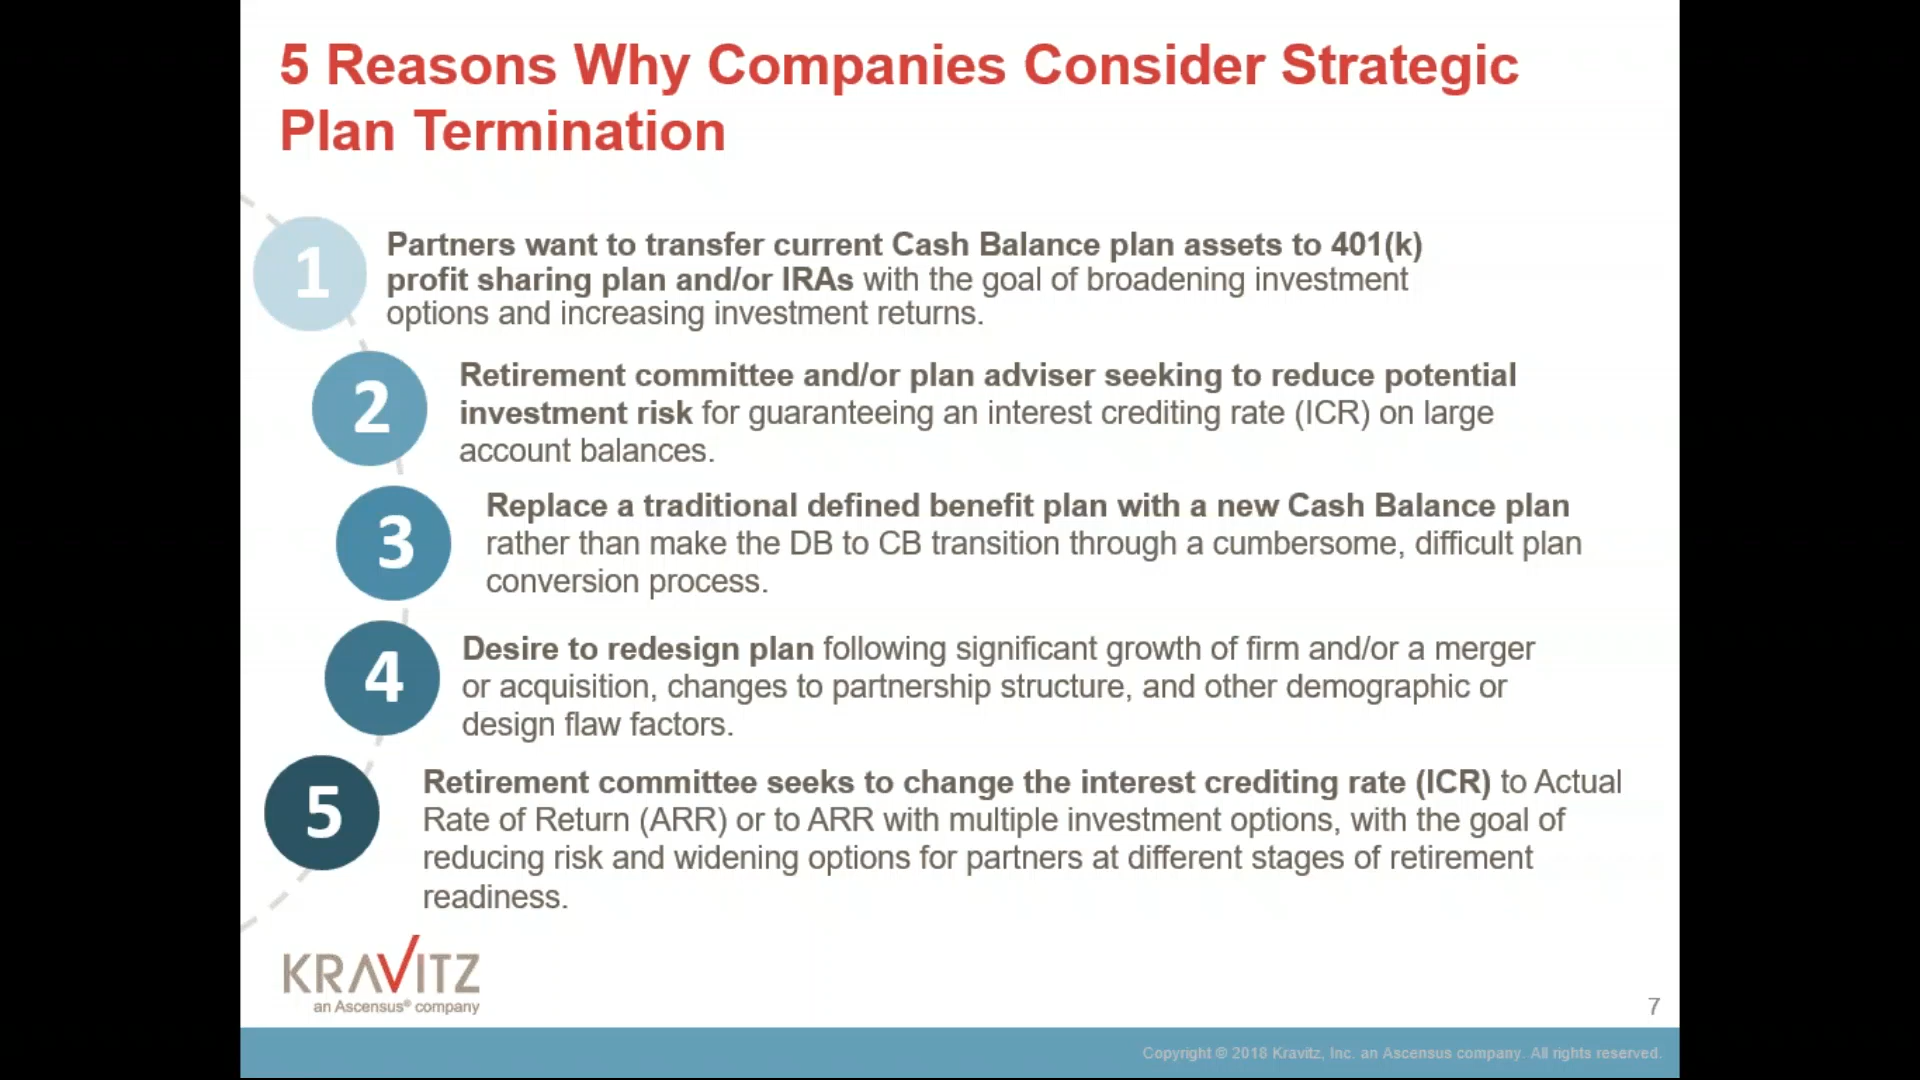 5 Reasons Why Companies Consider Strategic
Plan Termination
1
Partners want to transfer current Cash Balance plan assets to 401(k)
profit sharing plan and/or IRAs with the goal of broadening investment
options and increasing investment returns.
2
Retirement committee and/or plan adviser seeking to reduce potential
investment risk for guaranteeing an interest crediting rate (ICR) on large
account balances.
3
Replace a traditional defined benefit plan with a new Cash Balance plan
rather than make the DB to CB transition through a cumbersome, difficult plan
conversion process.
4
Desire to redesign plan following significant growth of firm and/or a merger
or acquisition, changes to partnership structure, and other demographic or
design flaw factors.
5
Retirement committee seeks to change the interest crediting rate (ICR) to Actual
Rate of Return (ARR) or to ARR with multiple investment options, with the goal of
reducing risk and widening options for partners at different stages of retirement
readiness.
KRAVITZ
an Ascensus® company
7
Copyright © 2018 Kravitz, Inc. an Ascensus company. All rights reserved.